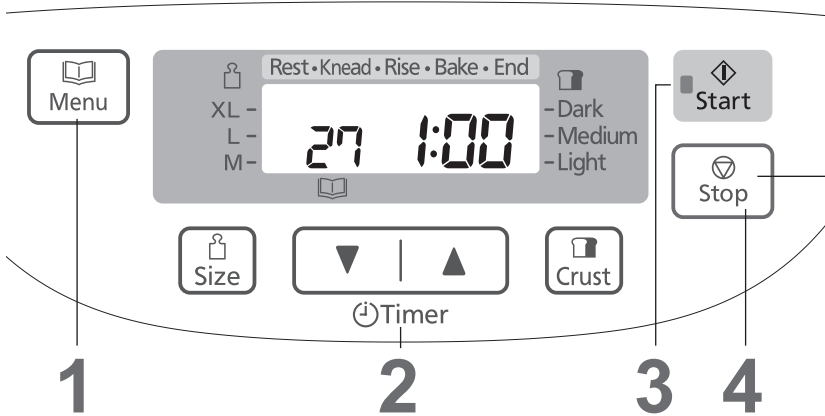 Menu
Rest • Knead • Rise • Bake • End
XL
L
M
27 1:00
Dark
Medium
Light
Start
Stop
Size
Timer
Crust
1 2 3 4